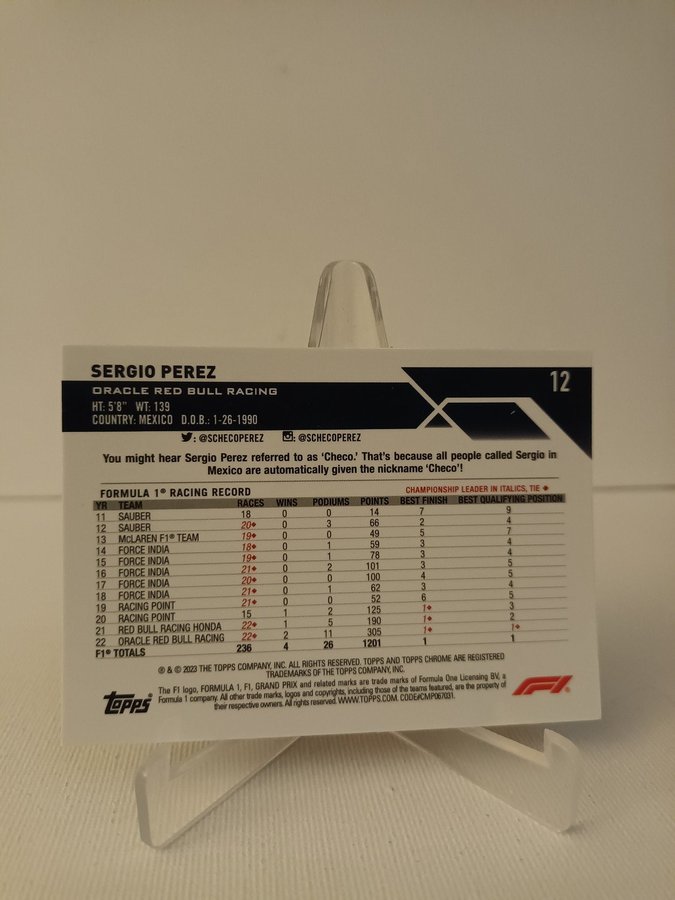 SERGIO PEREZ
12
ORACLE RED BULL RACING
HT: 5'8" WT: 139
COUNTRY: MEXICO D.O.B.: 1-26-1990
: @SCHECOPEREZ : @SCHECOPEREZ
You might hear Sergio Perez referred to as 'Checo.' That's because all people called Sergio in
Mexico are automatically given the nickname 'Checo'!
FORMULA 1® RACING RECORD CHAMPIONSHIP LEADER IN ITALICS, TIE ♦
YR TEAM RACES WINS PODIUMS POINTS BEST FINISH BEST QUALIFYING POSITION
11 SAUBER 18 0 0 14 7 9
12 SAUBER 20♦ 0 3 66 2 4
13 McLAREN F1® TEAM 19♦ 0 0 49 5 7
14 FORCE INDIA 18♦ 0 1 59 3 4
15 FORCE INDIA 19♦ 0 1 78 3 4
16 FORCE INDIA 21♦ 0 2 101 3 5
17 FORCE INDIA 20♦ 0 0 100 4 5
18 FORCE INDIA 21♦ 0 1 62 3 4
19 RACING POINT 21♦ 0 0 52 6 5
20 RACING POINT 15 1 2 125 1♦ 3
21 RED BULL RACING HONDA 22♦ 1 5 190 1♦ 2
22 ORACLE RED BULL RACING 22♦ 2 11 305 1♦ 1♦
F1® TOTALS 236 4 26 1201 1 1
® & © 2023 THE TOPPS COMPANY, INC. ALL RIGHTS RESERVED. TOPPS AND TOPPS CHROME ARE REGISTERED
TRADEMARKS OF THE TOPPS COMPANY, INC.
Topps®
The F1 logo, FORMULA 1, F1, GRAND PRIX and related marks are trade marks of Formula One Licensing BV, a
Formula 1 company. All other trade marks, logos and copyrights, including those of the teams featured, are the property of
their respective owners. All rights reserved. WWW.TOPPS.COM. CODE#CMP067031.
F1®